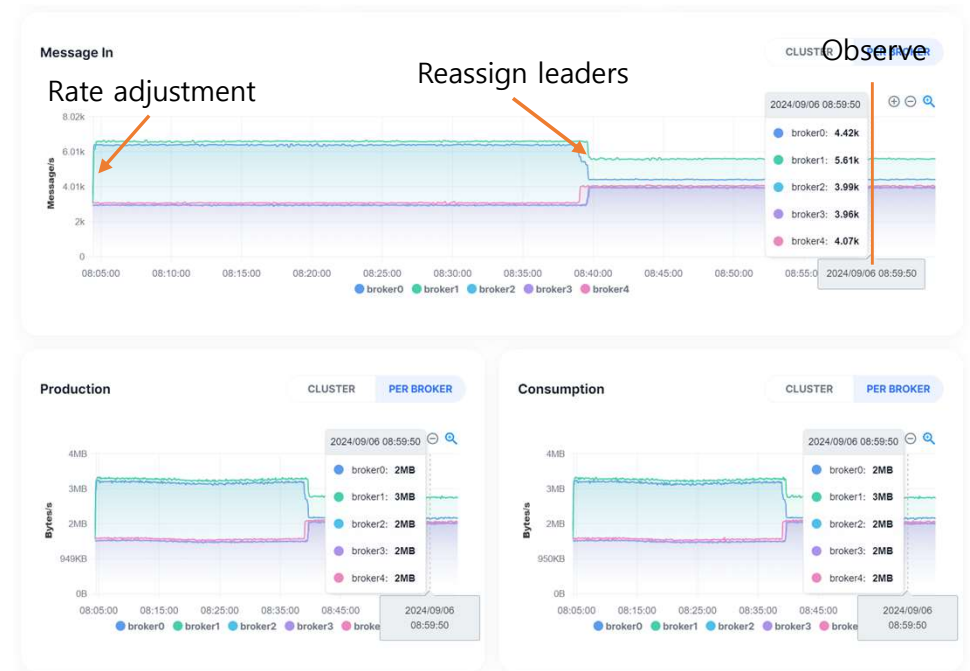 Message In
CLUSTER
PER BROKER
Observe
Rate adjustment
Reassign leaders
2024/09/06 08:59:50
broker0: 4.42k
broker1: 5.61k
broker2: 3.99k
broker3: 3.96k
broker4: 4.07k
Message/s
8.02k
6.01k
4.01k
2k
0
08:05:00 08:10:00 08:15:00 08:20:00 08:25:00 08:30:00 08:35:00 08:40:00 08:45:00 08:50:00 08:55:0
2024/09/06 08:59:50
broker0 broker1 broker2 broker3 broker4
Production
CLUSTER PER BROKER
2024/09/06 08:59:50
broker0: 2MB
broker1: 3MB
broker2: 2MB
broker3: 2MB
broker4: 2MB
Bytes/s
4MB
3MB
2MB
949KB
0B
08:05:00 08:15:00 08:25:00 08:35:00 08:45:00
2024/09/06
08:59:50
broker0 broker1 broker2 broker3 broke
Consumption
CLUSTER PER BROKER
2024/09/06 08:59:50
broker0: 2MB
broker1: 3MB
broker2: 2MB
broker3: 2MB
broker4: 2MB
Bytes/s
4MB
3MB
2MB
950KB
0B
08:05:00 08:15:00 08:25:00 08:35:00 08:45:00
2024/09/06
08:59:50
broker0 broker1 broker2 broker3 broke